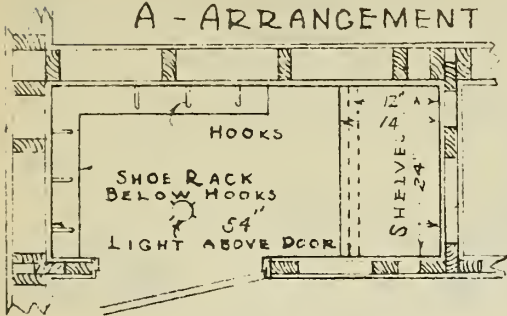 A - ARRANGEMENT
HOOKS
SHOE RACK
BELOW HOOKS
54"
LIGHT ABOVE DOOR
12"
14
SHELVES 24"